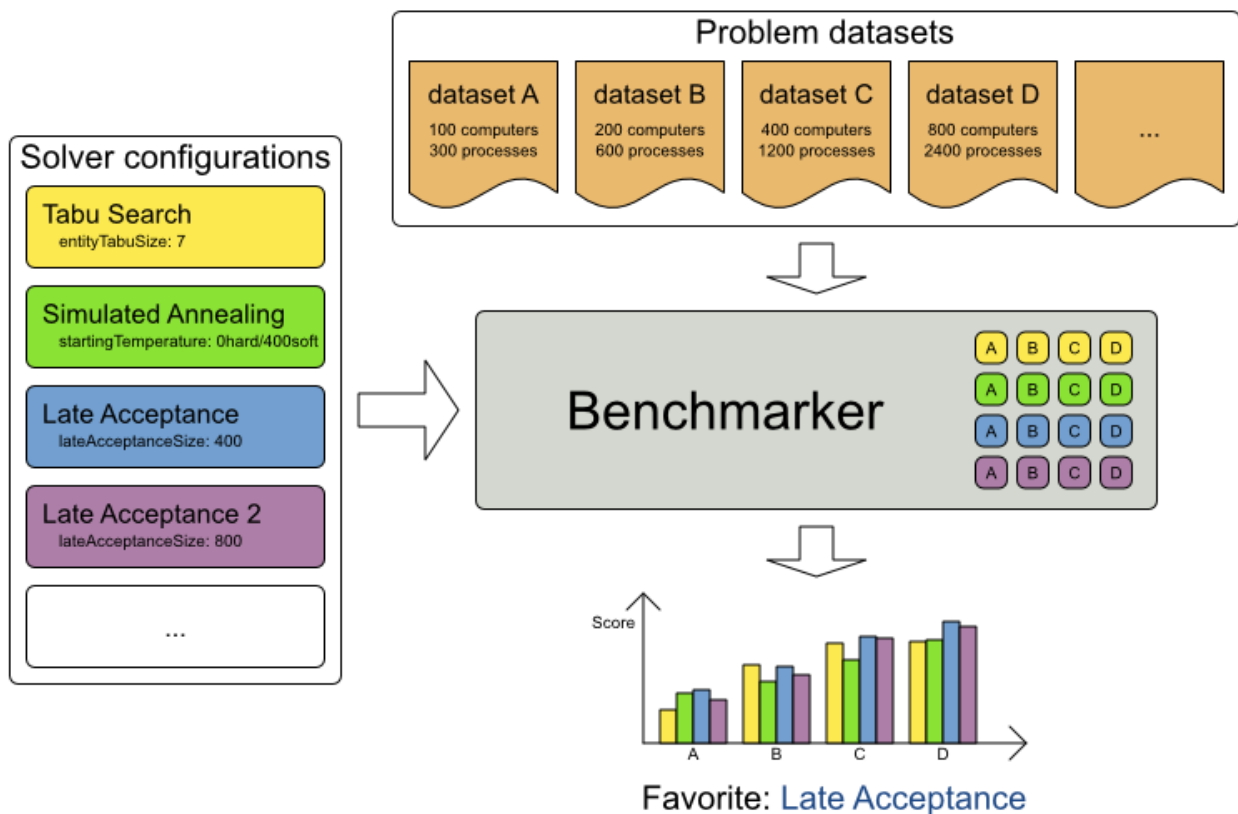 Problem datasets
dataset A
100 computers
300 processes
dataset B
200 computers
600 processes
dataset C
400 computers
1200 processes
dataset D
800 computers
2400 processes
...
Solver configurations
Tabu Search
entityTabuSize: 7
Simulated Annealing
startingTemperature: 0hard/400soft
Late Acceptance
lateAcceptanceSize: 400
Late Acceptance 2
lateAcceptanceSize: 800
...
Benchmarker
A B C D
A B C D
A B C D
A B C D
Score
A B C D
Favorite: Late Acceptance